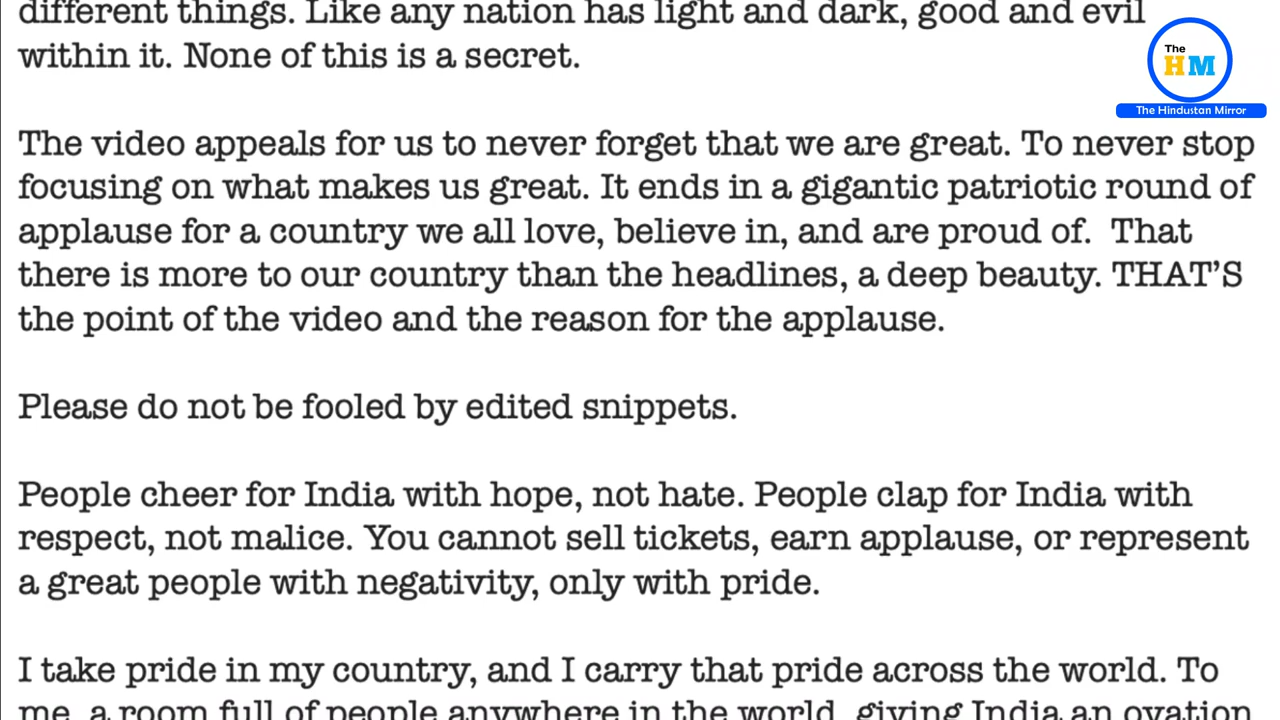 different things. Like any nation has light and dark, good and evil
within it. None of this is a secret.
The
HM
The Hindustan Mirror
The video appeals for us to never forget that we are great. To never stop
focusing on what makes us great. It ends in a gigantic patriotic round of
applause for a country we all love, believe in, and are proud of.  That
there is more to our country than the headlines, a deep beauty. THAT'S
the point of the video and the reason for the applause.
Please do not be fooled by edited snippets.
People cheer for India with hope, not hate. People clap for India with
respect, not malice. You cannot sell tickets, earn applause, or represent
a great people with negativity, only with pride.
I take pride in my country, and I carry that pride across the world. To
me, a room full of people anywhere in the world, giving India an ovation